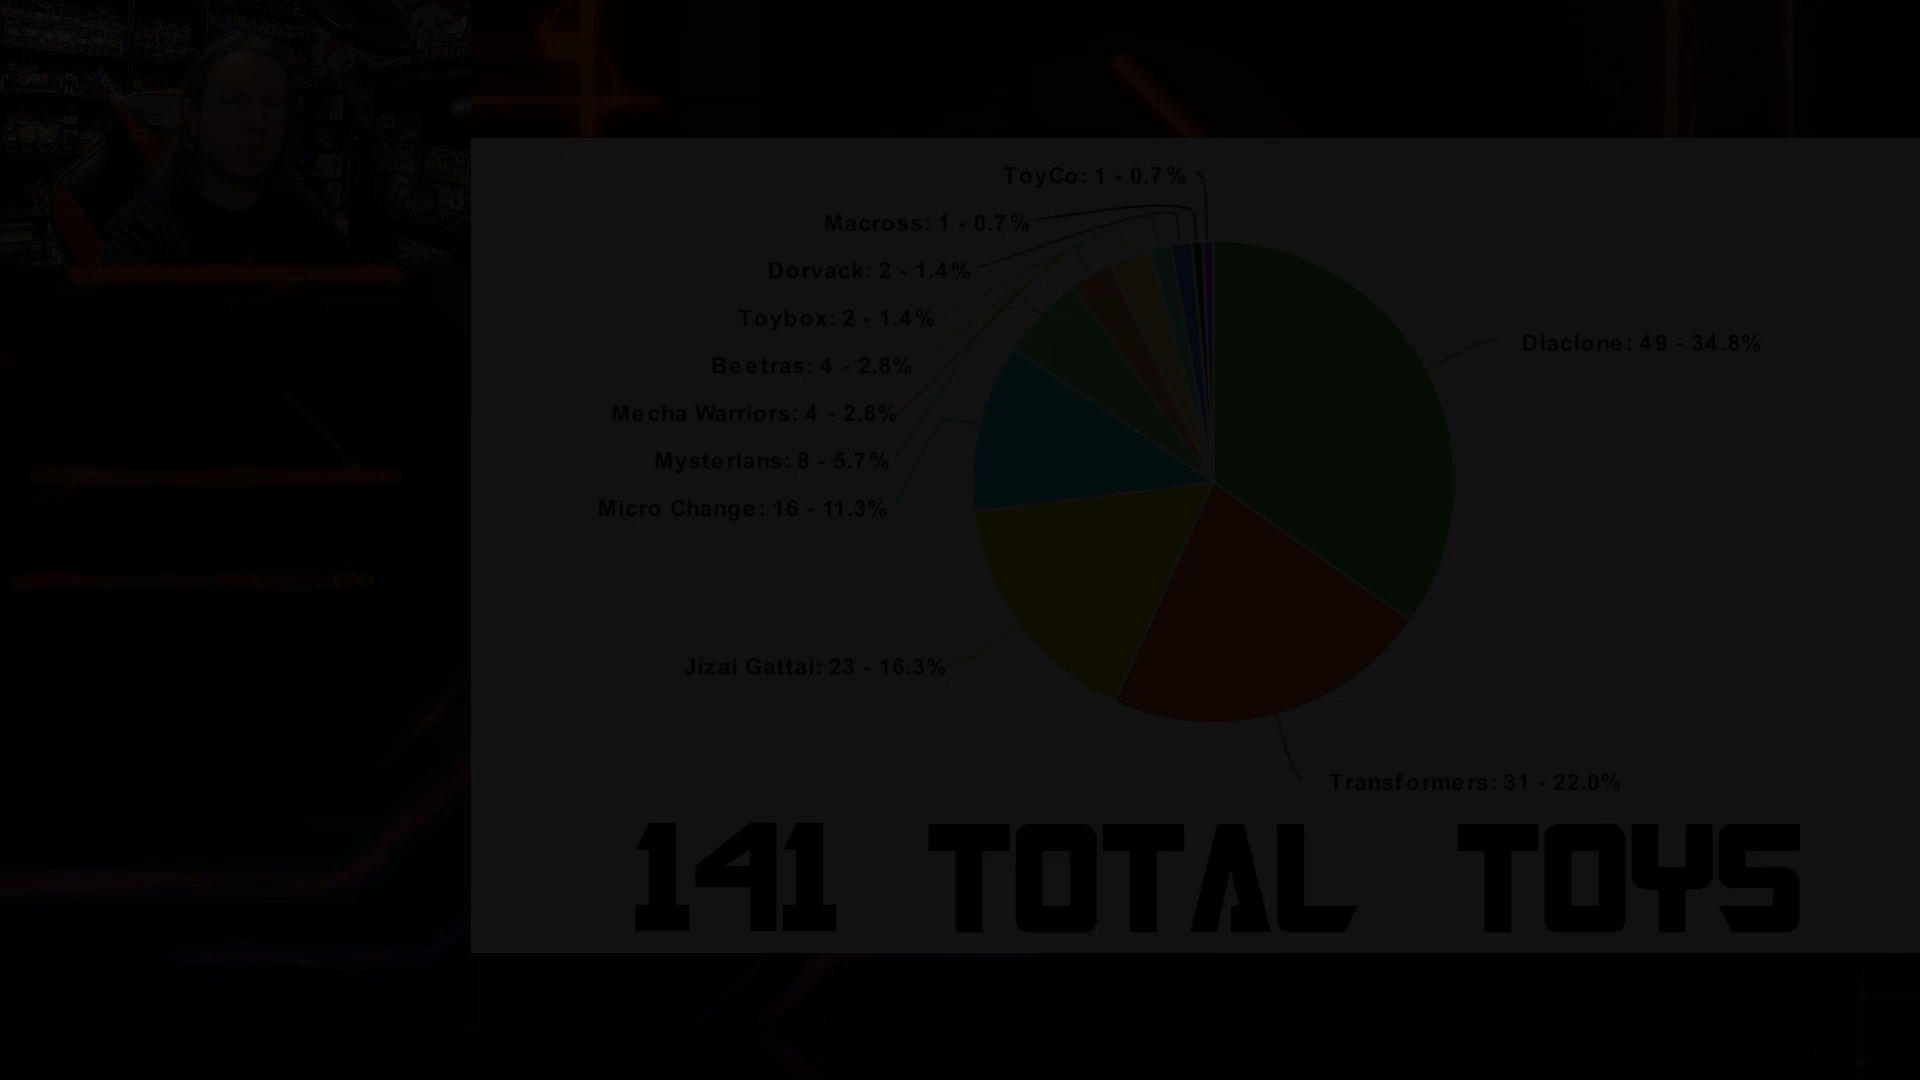 ToyCo: 1 - 0.7%
Macross: 1 - 0.7%
Dorvack: 2 - 1.4%
Toybox: 2 - 1.4%
Beetras: 4 - 2.8%
Mecha Warriors: 4 - 2.8%
Mysterians: 8 - 5.7%
Micro Change: 16 - 11.3%
Jizai Gattai: 23 - 16.3%
Diaclone: 49 - 34.8%
Transformers: 31 - 22.0%
141 TOTAL TOYS